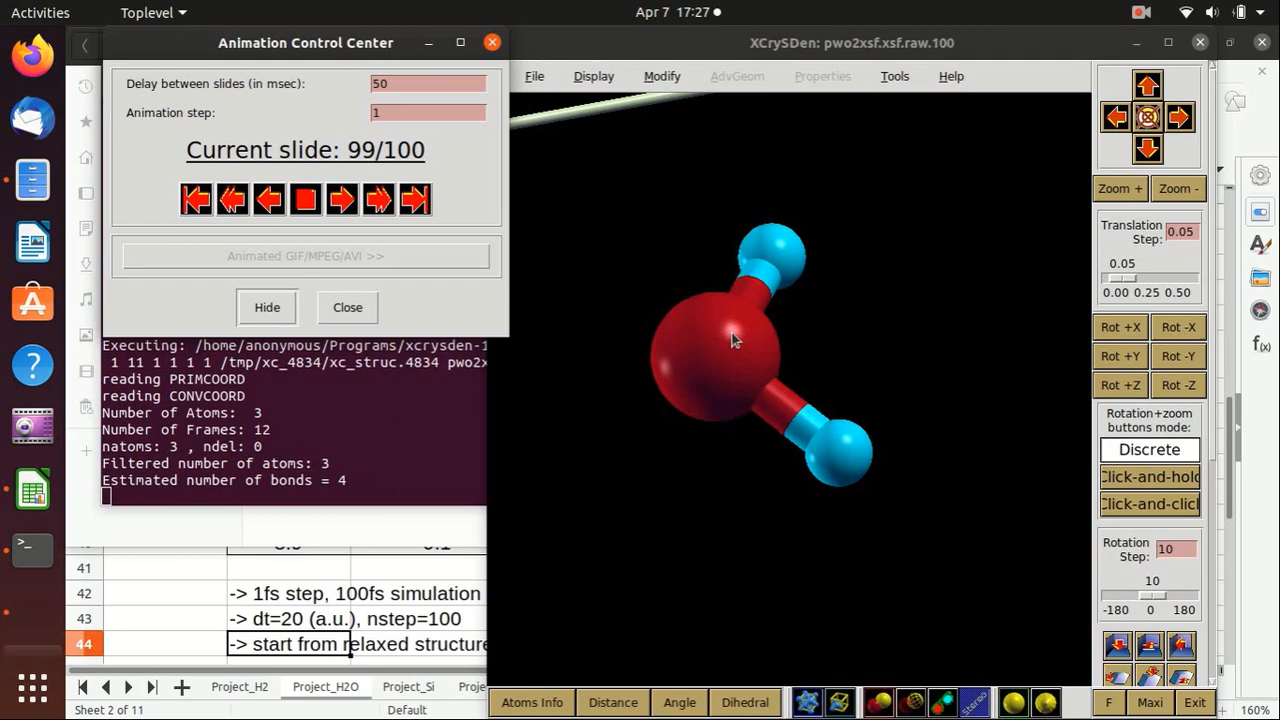 Activities
Toplevel
Apr 7 17:27
Animation Control Center
Delay between slides (in msec): 50
Animation step: 1
Current slide: 99/100
Animated GIF/MPEG/AVI >>
Hide
Close
Executing: /home/anonymous/Programs/xcrysden-1
1 11 1 1 1 1 /tmp/xc_4834/xc_struc.4834 pwo2x
reading PRIMCOORD
reading CONVCOORD
Number of Atoms: 3
Number of Frames: 12
natoms: 3 , ndel: 0
Filtered number of atoms: 3
Estimated number of bonds = 4
41
42
-> 1fs step, 100fs simulation
43
-> dt=20 (a.u.), nstep=100
44
-> start from relaxed structure
Project_H2
Project_H2O
Project_Si
Proje
Sheet 2 of 11
Default
160%
XCrySDen: pwo2xsf.xsf.raw.100
File
Display
Modify
AdvGeom
Properties
Tools
Help
Zoom +
Zoom -
Translation
Step: 0.05
0.05
0.00 0.25 0.50
Rot +X
Rot -X
Rot +Y
Rot -Y
Rot +Z
Rot -Z
Rotation+zoom
buttons mode:
Discrete
Click-and-hold
Click-and-click
Rotation
Step: 10
10
-180 0 180
Atoms Info
Distance
Angle
Dihedral
Stereo
F
Maxi
Exit
f(x)